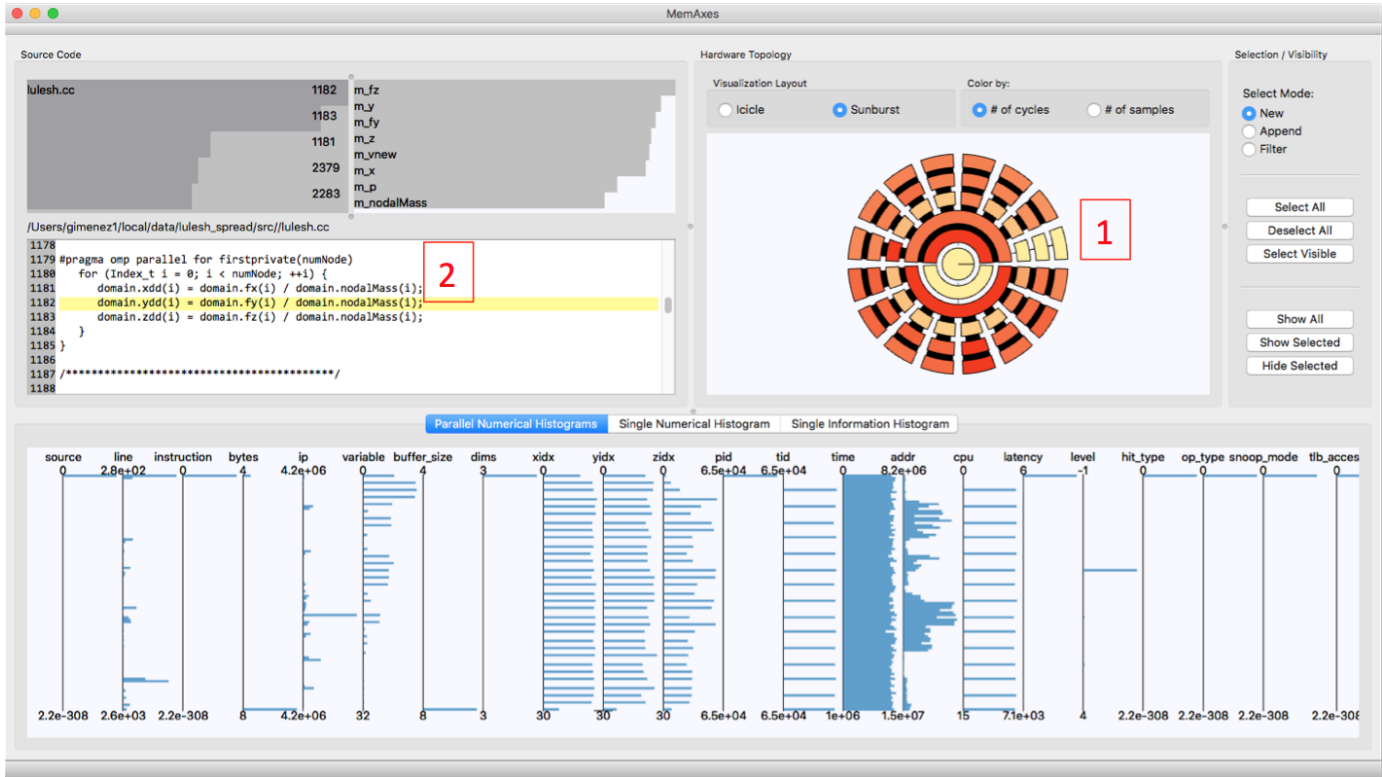 MemAxes
Source Code
lulesh.cc
1182
1183
1181
2379
2283
m_fz
m_y
m_fy
m_z
m_vnew
m_x
m_p
m_nodalMass
/Users/gimenez1/local/data/lulesh_spread/src//lulesh.cc
1178
1179 #pragma omp parallel for firstprivate(numNode)
1180 for (Index_t i = 0; i < numNode; ++i) {
1181 domain.xdd(i) = domain.fx(i) / domain.nodalMass(i);
1182 domain.ydd(i) = domain.fy(i) / domain.nodalMass(i);
1183 domain.zdd(i) = domain.fz(i) / domain.nodalMass(i);
1184 }
1185 }
1186
1187 /******************************************/
1188
2
Hardware Topology
Visualization Layout
Icicle Sunburst
Color by:
# of cycles # of samples
1
Selection / Visibility
Select Mode:
New
Append
Filter
Select All
Deselect All
Select Visible
Show All
Show Selected
Hide Selected
Parallel Numerical Histograms Single Numerical Histogram Single Information Histogram
source line instruction bytes ip variable buffer_size dims xidx yidx zidx pid tid time addr cpu latency level hit_type op_type snoop_mode tlb_acces
0 2.8e+02 0 4 4.2e+06 0 4 3 0 0 0 6.5e+04 6.5e+04 0 8.2e+06 0 6 -1 0 0 0 0
2.2e-308 2.6e+03 2.2e-308 8 4.2e+06 32 8 3 30 30 30 6.5e+04 6.5e+04 1e+06 1.5e+07 15 7.1e+03 4 2.2e-308 2.2e-308 2.2e-308 2.2e-308